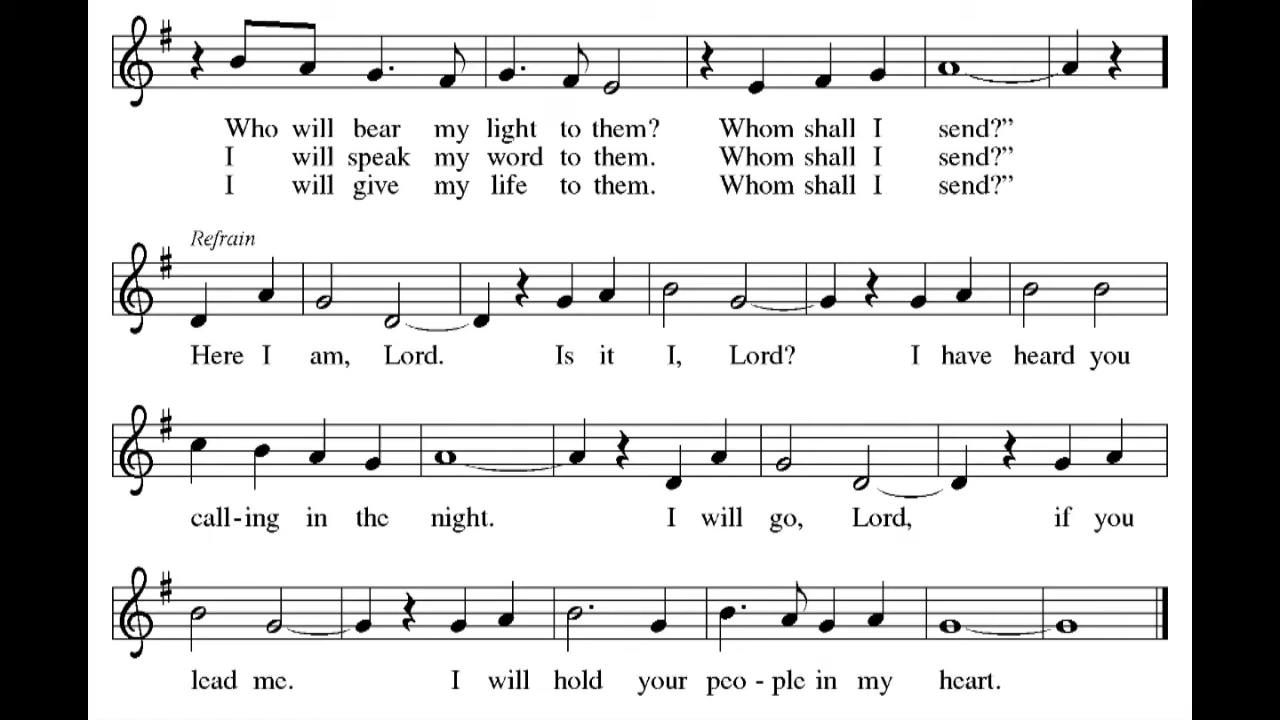 Who will bear my light to them? Whom shall I send?”
I will speak my word to them. Whom shall I send?”
I will give my life to them. Whom shall I send?”
Refrain
Here I am, Lord. Is it I, Lord? I have heard you
call-ing in the night. I will go, Lord, if you
lead me. I will hold your peo - ple in my heart.